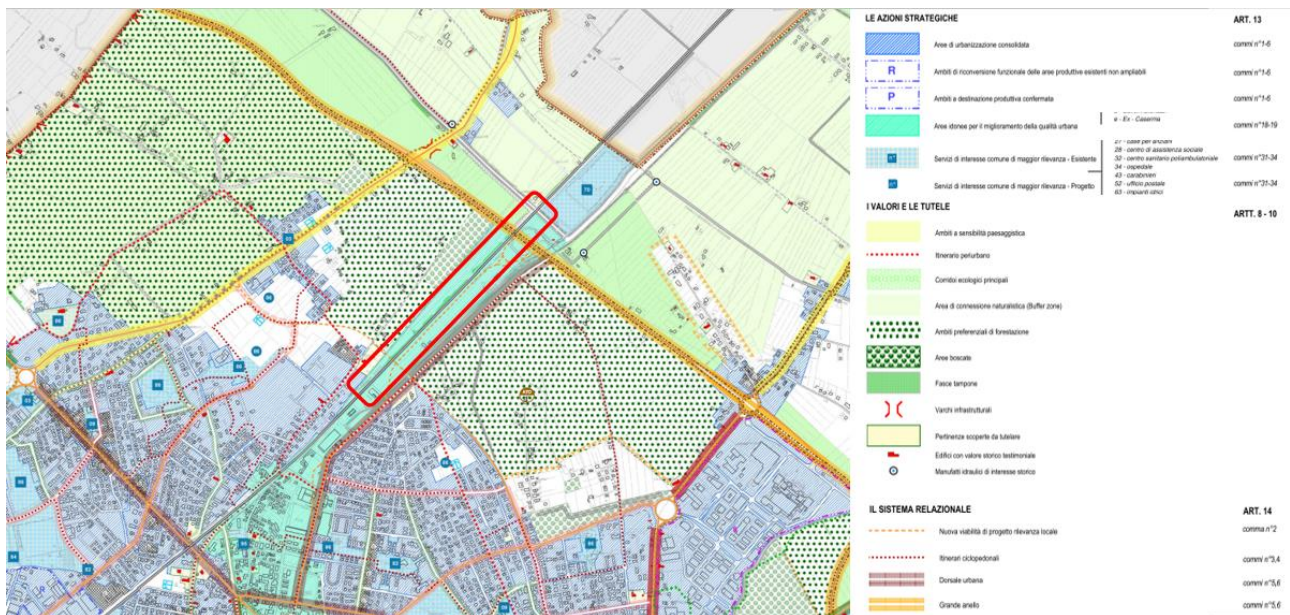 LE AZIONI STRATEGICHE ART. 13
Aree di urbanizzazione consolidata commi n°1-6
R Ambiti di riconversione funzionale delle aree produttive esistenti non ampliabili commi n°1-6
P Ambiti a destinazione produttiva confermata commi n°1-6
Aree idonee per il miglioramento della qualità urbana e - Ex - Caserma commi n°18-19
27 - case per anziani
28 - centro di assistenza sociale
32 - centro sanitario poliambulatoriale
Servizi di interesse comune di maggior rilevanza - Esistente 34 - ospedale commi n°31-34
43 - carabinieri
52 - ufficio postale
Servizi di interesse comune di maggior rilevanza - Progetto commi n°31-34
63 - impianti idrici
I VALORI E LE TUTELE ARTT. 8 - 10
Ambiti a sensibilità paesaggistica
Itinerario periurbano
Corridoi ecologici principali
Area di connessione naturalistica (Buffer zone)
Ambiti preferenziali di forestazione
Aree boscate
Fasce tampone
Varchi infrastrutturali
Pertinenze scoperte da tutelare
Edifici con valore storico testimoniale
Manufatti idraulici di interesse storico
IL SISTEMA RELAZIONALE ART. 14
Nuova viabilità di progetto rilevanza locale comma n°2
Itinerari ciclopedonali commi n°3,4
Dorsale urbana commi n°5,6
Grande anello commi n°5,6